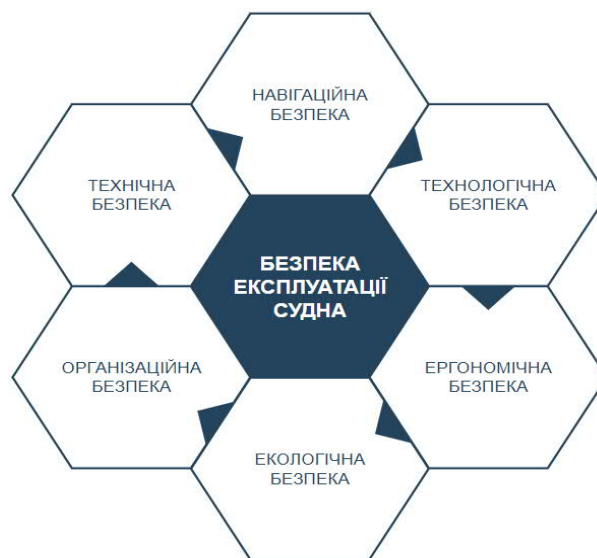 НАВІГАЦІЙНА
БЕЗПЕКА
ТЕХНІЧНА
БЕЗПЕКА
ТЕХНОЛОГІЧНА
БЕЗПЕКА
БЕЗПЕКА
ЕКСПЛУАТАЦІЇ
СУДНА
ОРГАНІЗАЦІЙНА
БЕЗПЕКА
ЕРГОНОМІЧНА
БЕЗПЕКА
ЕКОЛОГІЧНА
БЕЗПЕКА